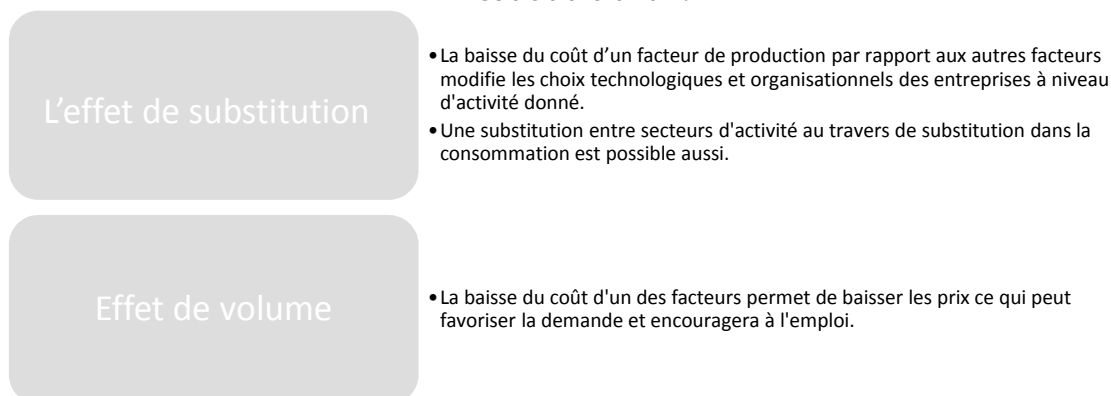 L’effet de substitution
•La baisse du coût d’un facteur de production par rapport aux autres facteurs
modifie les choix technologiques et organisationnels des entreprises à niveau
d'activité donné.
•Une substitution entre secteurs d'activité au travers de substitution dans la
consommation est possible aussi.
Effet de volume
•La baisse du coût d'un des facteurs permet de baisser les prix ce qui peut
favoriser la demande et encouragera à l'emploi.